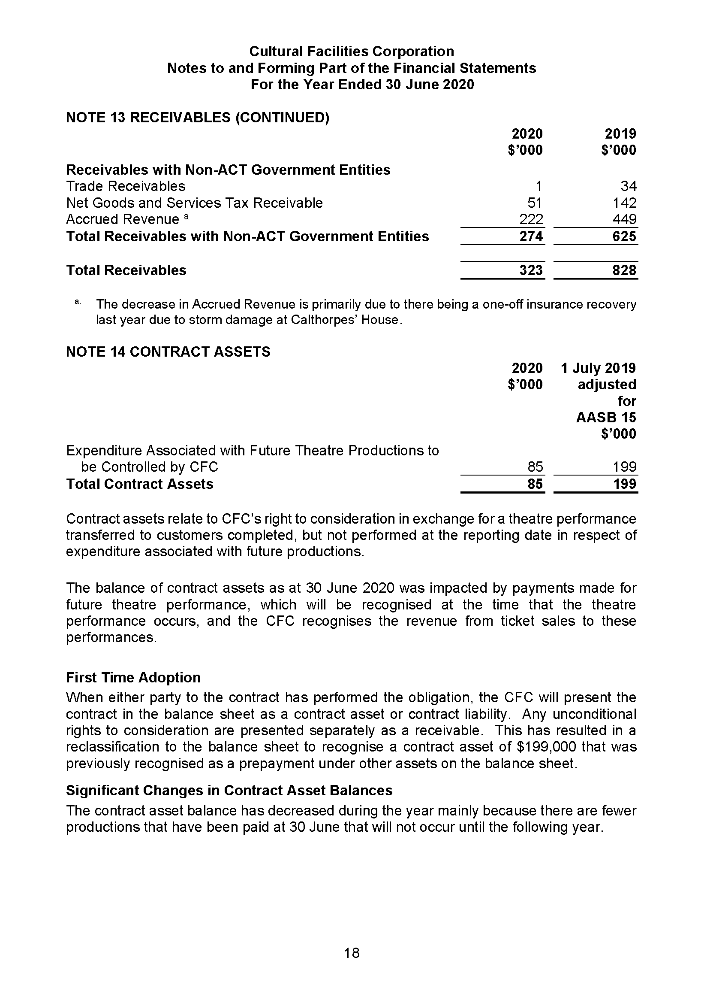 Cultural Facilities Corporation
Notes to and Forming Part of the Financial Statements
For the Year Ended 30 June 2020
NOTE 13 RECEIVABLES (CONTINUED)
2020 2019
$’000 $’000
Receivables with Non-ACT Government Entities
Trade Receivables 1 34
Net Goods and Services Tax Receivable 51 142
Accrued Revenue a 222 449
Total Receivables with Non-ACT Government Entities 274 625
Total Receivables 323 828
a. The decrease in Accrued Revenue is primarily due to there being a one-off insurance recovery
last year due to storm damage at Calthorpes’ House.
NOTE 14 CONTRACT ASSETS
2020 1 July 2019
$’000 adjusted
for
AASB 15
$’000
Expenditure Associated with Future Theatre Productions to
be Controlled by CFC 85 199
Total Contract Assets 85 199
Contract assets relate to CFC’s right to consideration in exchange for a theatre performance
transferred to customers completed, but not performed at the reporting date in respect of
expenditure associated with future productions.
The balance of contract assets as at 30 June 2020 was impacted by payments made for
future theatre performance, which will be recognised at the time that the theatre
performance occurs, and the CFC recognises the revenue from ticket sales to these
performances.
First Time Adoption
When either party to the contract has performed the obligation, the CFC will present the
contract in the balance sheet as a contract asset or contract liability. Any unconditional
rights to consideration are presented separately as a receivable. This has resulted in a
reclassification to the balance sheet to recognise a contract asset of $199,000 that was
previously recognised as a prepayment under other assets on the balance sheet.
Significant Changes in Contract Asset Balances
The contract asset balance has decreased during the year mainly because there are fewer
productions that have been paid at 30 June that will not occur until the following year.
18